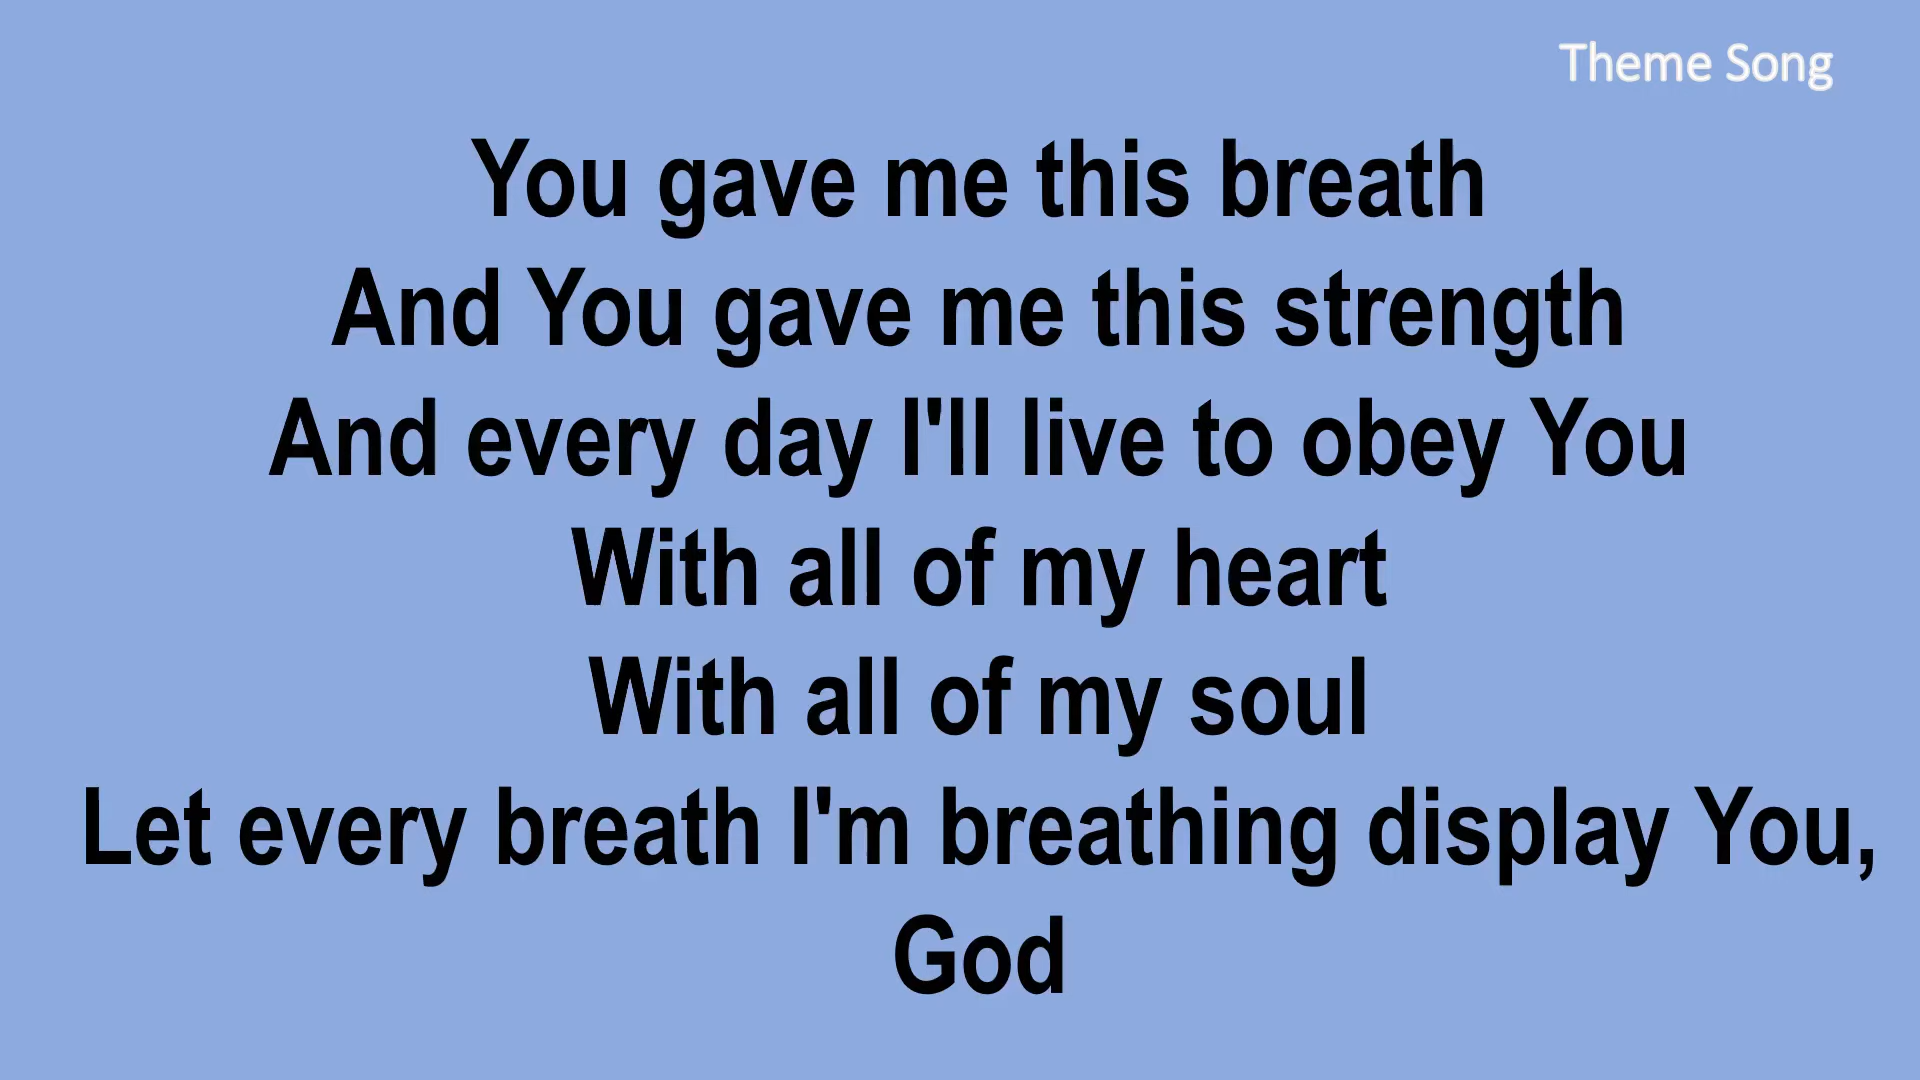 Theme Song
You gave me this breath
And You gave me this strength
And every day I'll live to obey You
With all of my heart
With all of my soul
Let every breath I'm breathing display You,
God